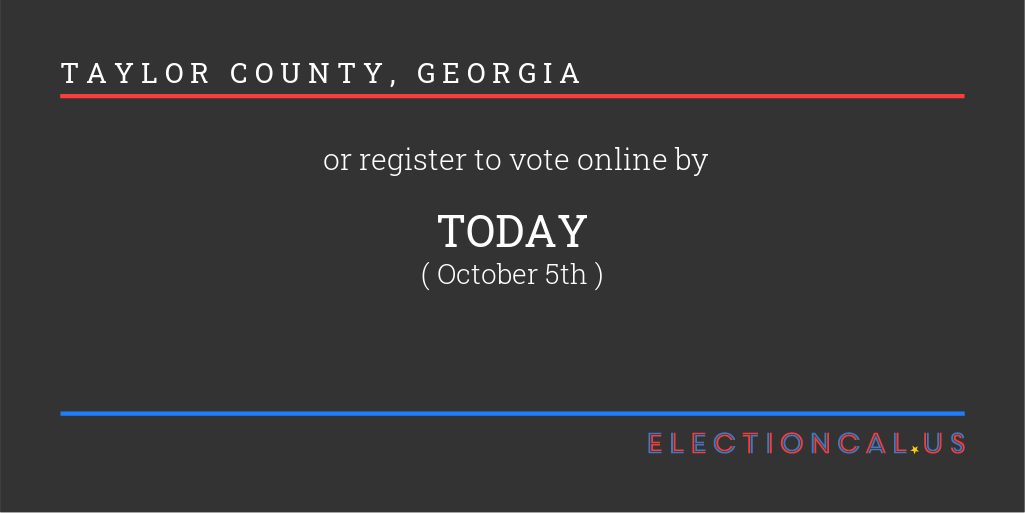 TAYLOR COUNTY, GEORGIA
or register to vote online by
TODAY
( October 5th )
ELECTIONCAL.US